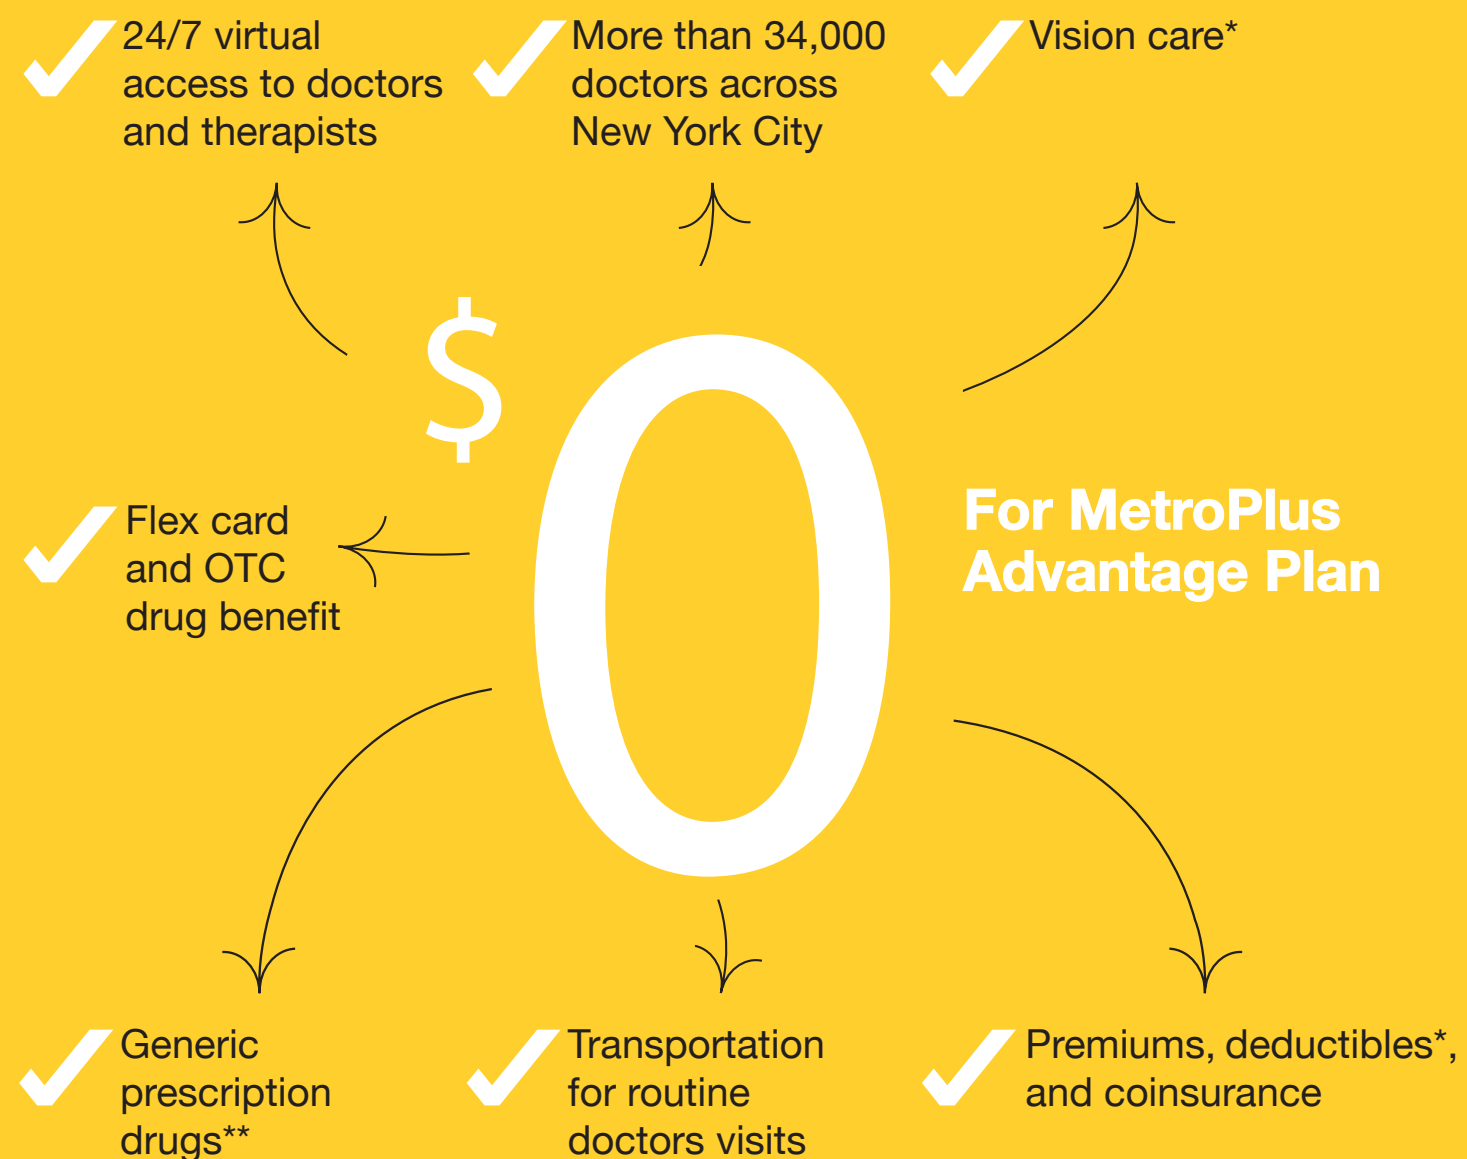 24/7 virtual
access to doctors
and therapists
More than 34,000
doctors across
New York City
Vision care*
$0
For MetroPlus
Advantage Plan
Flex card
and OTC
drug benefit
Generic
prescription
drugs**
Transportation
for routine
doctors visits
Premiums, deductibles*,
and coinsurance